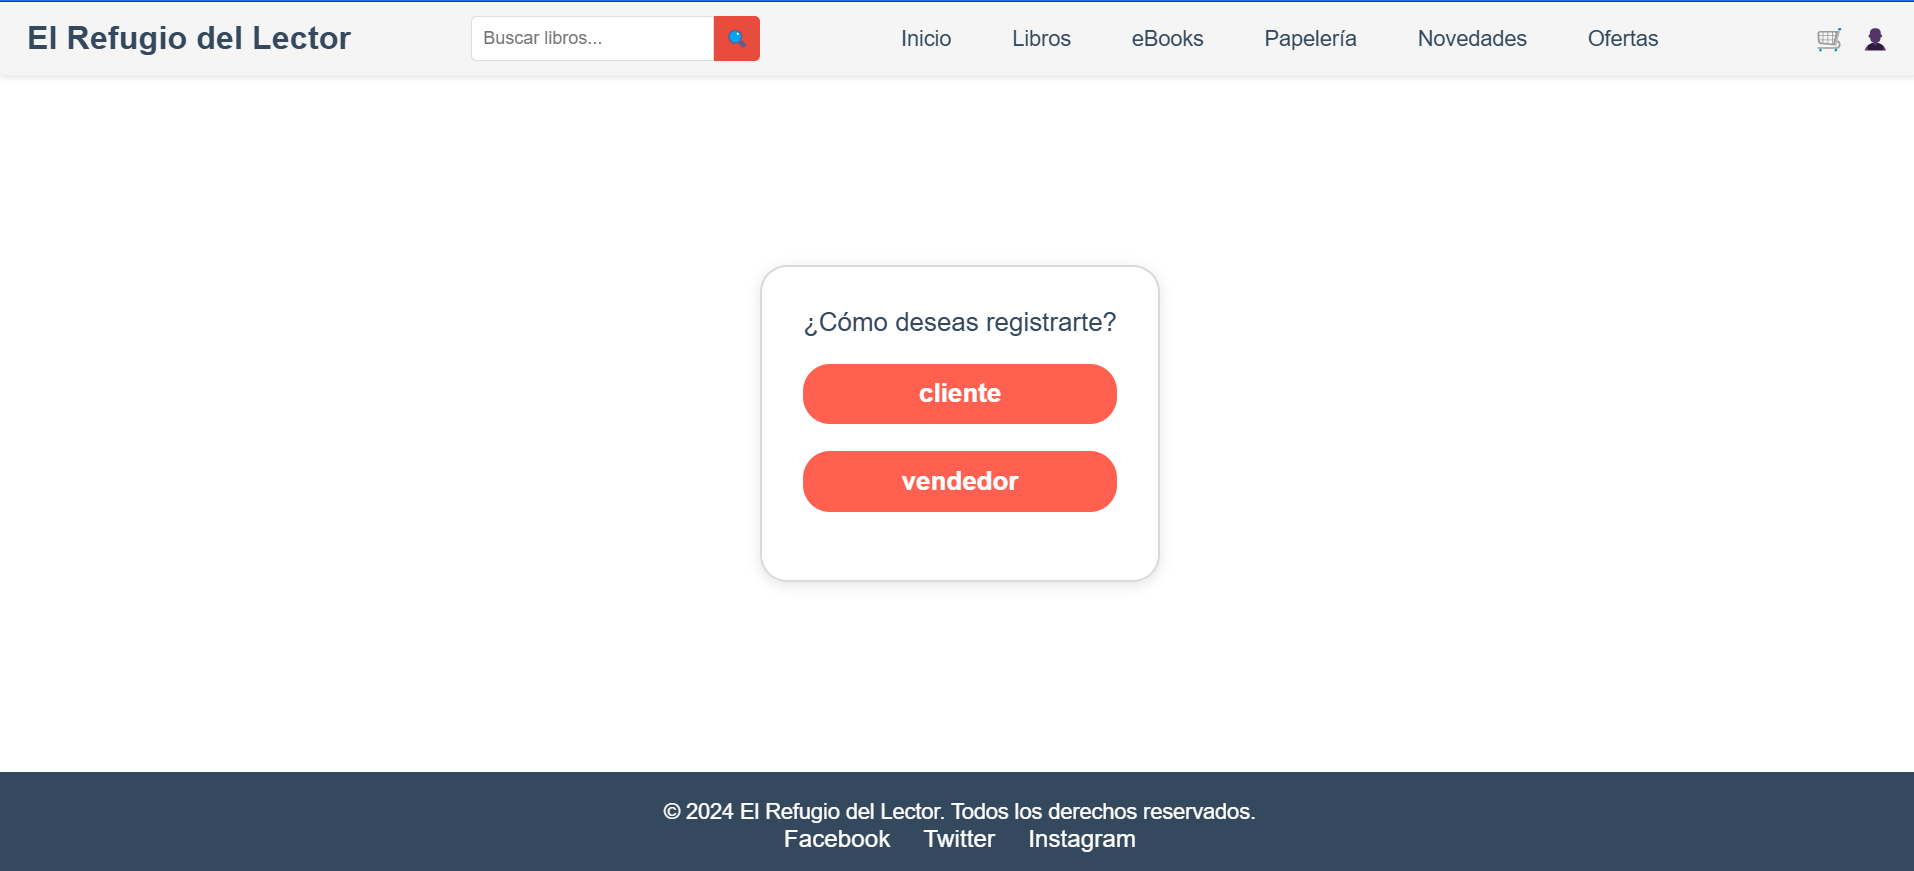 El Refugio del Lector
Buscar libros...
Inicio Libros eBooks Papelería Novedades Ofertas
¿Cómo deseas registrarte?
cliente
vendedor
© 2024 El Refugio del Lector. Todos los derechos reservados.
Facebook Twitter Instagram